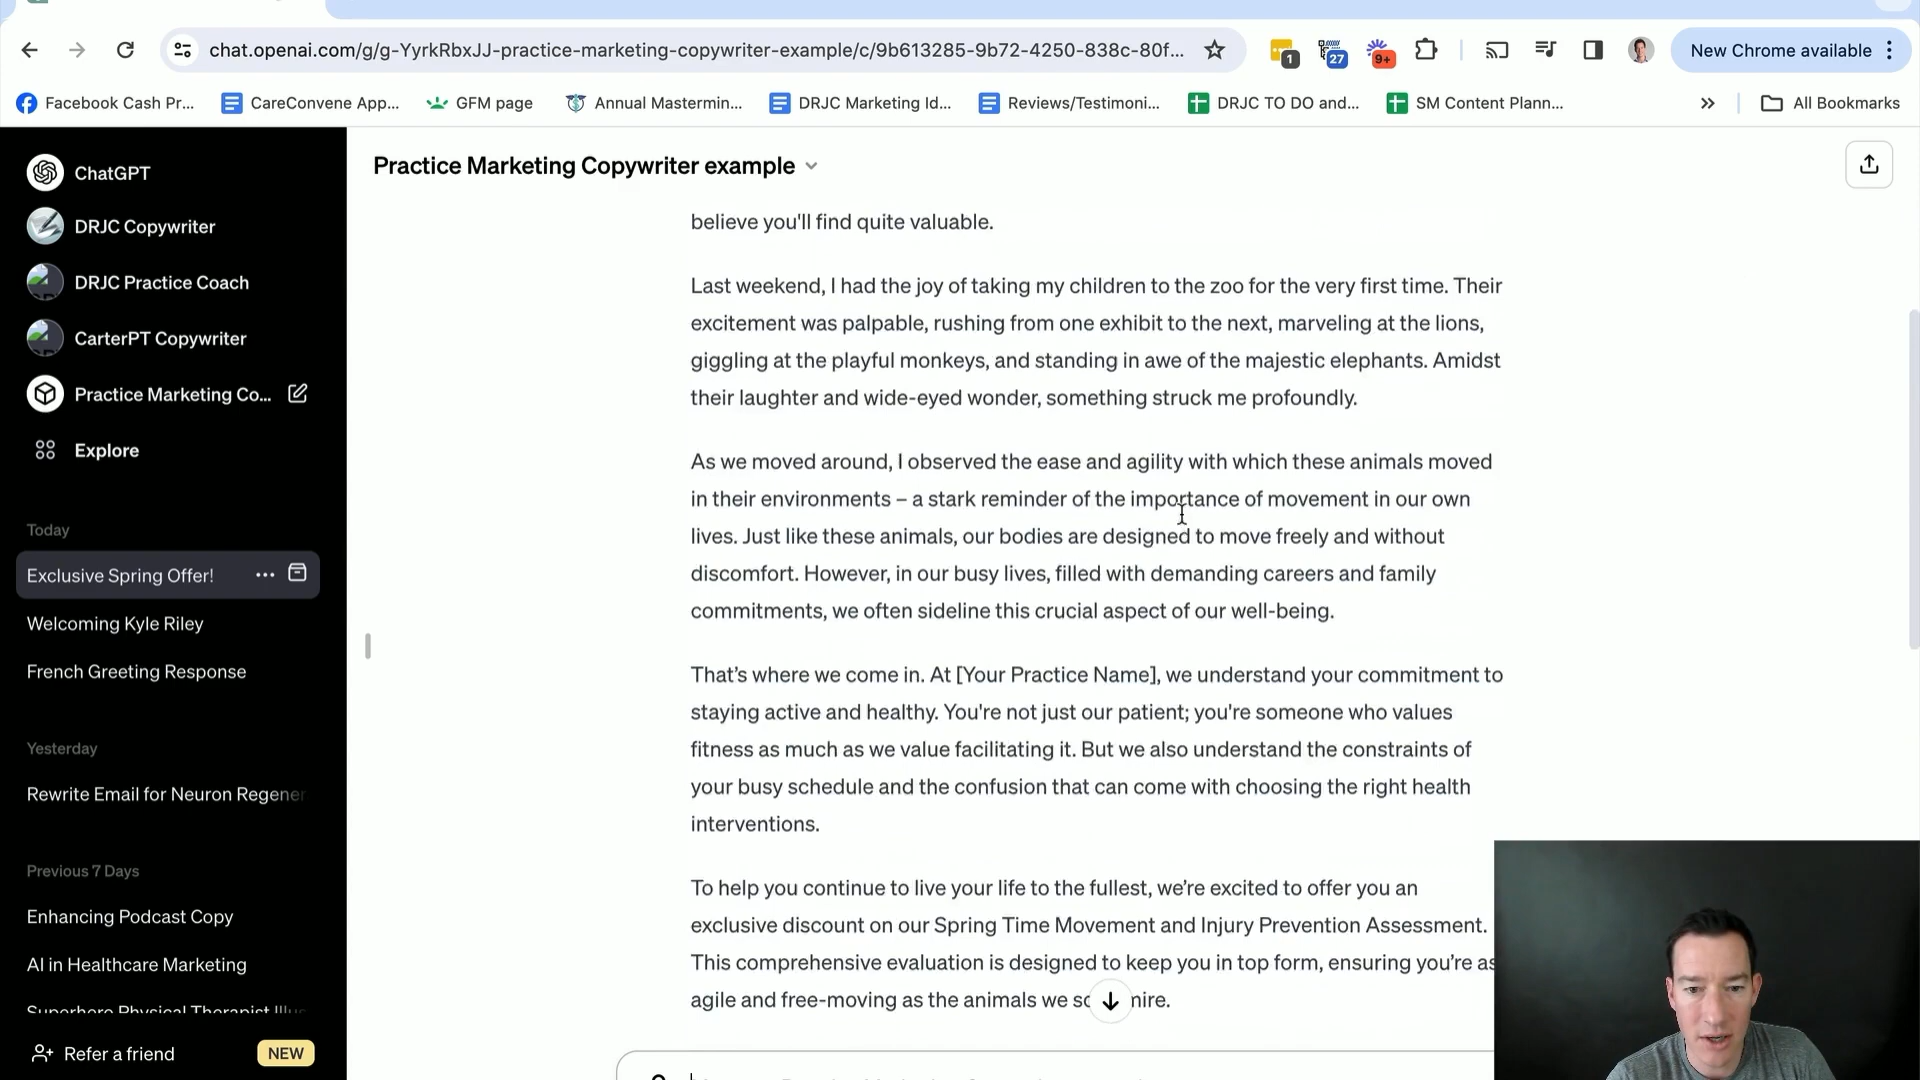 chat.openai.com/g/g-YyrkRbxJJ-practice-marketing-copywriter-example/c/9b613285-9b72-4250-838c-80f...
1
27
9+
New Chrome available
Facebook Cash Pr...
CareConvene App...
GFM page
Annual Mastermin...
DRJC Marketing Id...
Reviews/Testimoni...
DRJC TO DO and...
SM Content Plann...
All Bookmarks
ChatGPT
DRJC Copywriter
DRJC Practice Coach
CarterPT Copywriter
Practice Marketing Co...
Explore
Today
Exclusive Spring Offer!
Welcoming Kyle Riley
French Greeting Response
Yesterday
Rewrite Email for Neuron Regener
Previous 7 Days
Enhancing Podcast Copy
AI in Healthcare Marketing
Superhero Physical Therapist
Refer a friend
NEW
Practice Marketing Copywriter example
believe you'll find quite valuable.
Last weekend, I had the joy of taking my children to the zoo for the very first time. Their
excitement was palpable, rushing from one exhibit to the next, marveling at the lions,
giggling at the playful monkeys, and standing in awe of the majestic elephants. Amidst
their laughter and wide-eyed wonder, something struck me profoundly.
As we moved around, I observed the ease and agility with which these animals moved
in their environments – a stark reminder of the importance of movement in our own
lives. Just like these animals, our bodies are designed to move freely and without
discomfort. However, in our busy lives, filled with demanding careers and family
commitments, we often sideline this crucial aspect of our well-being.
That’s where we come in. At [Your Practice Name], we understand your commitment to
staying active and healthy. You're not just our patient; you're someone who values
fitness as much as we value facilitating it. But we also understand the constraints of
your busy schedule and the confusion that can come with choosing the right health
interventions.
To help you continue to live your life to the fullest, we’re excited to offer you an
exclusive discount on our Spring Time Movement and Injury Prevention Assessment.
This comprehensive evaluation is designed to keep you in top form, ensuring you’re as
agile and free-moving as the animals we so mire.